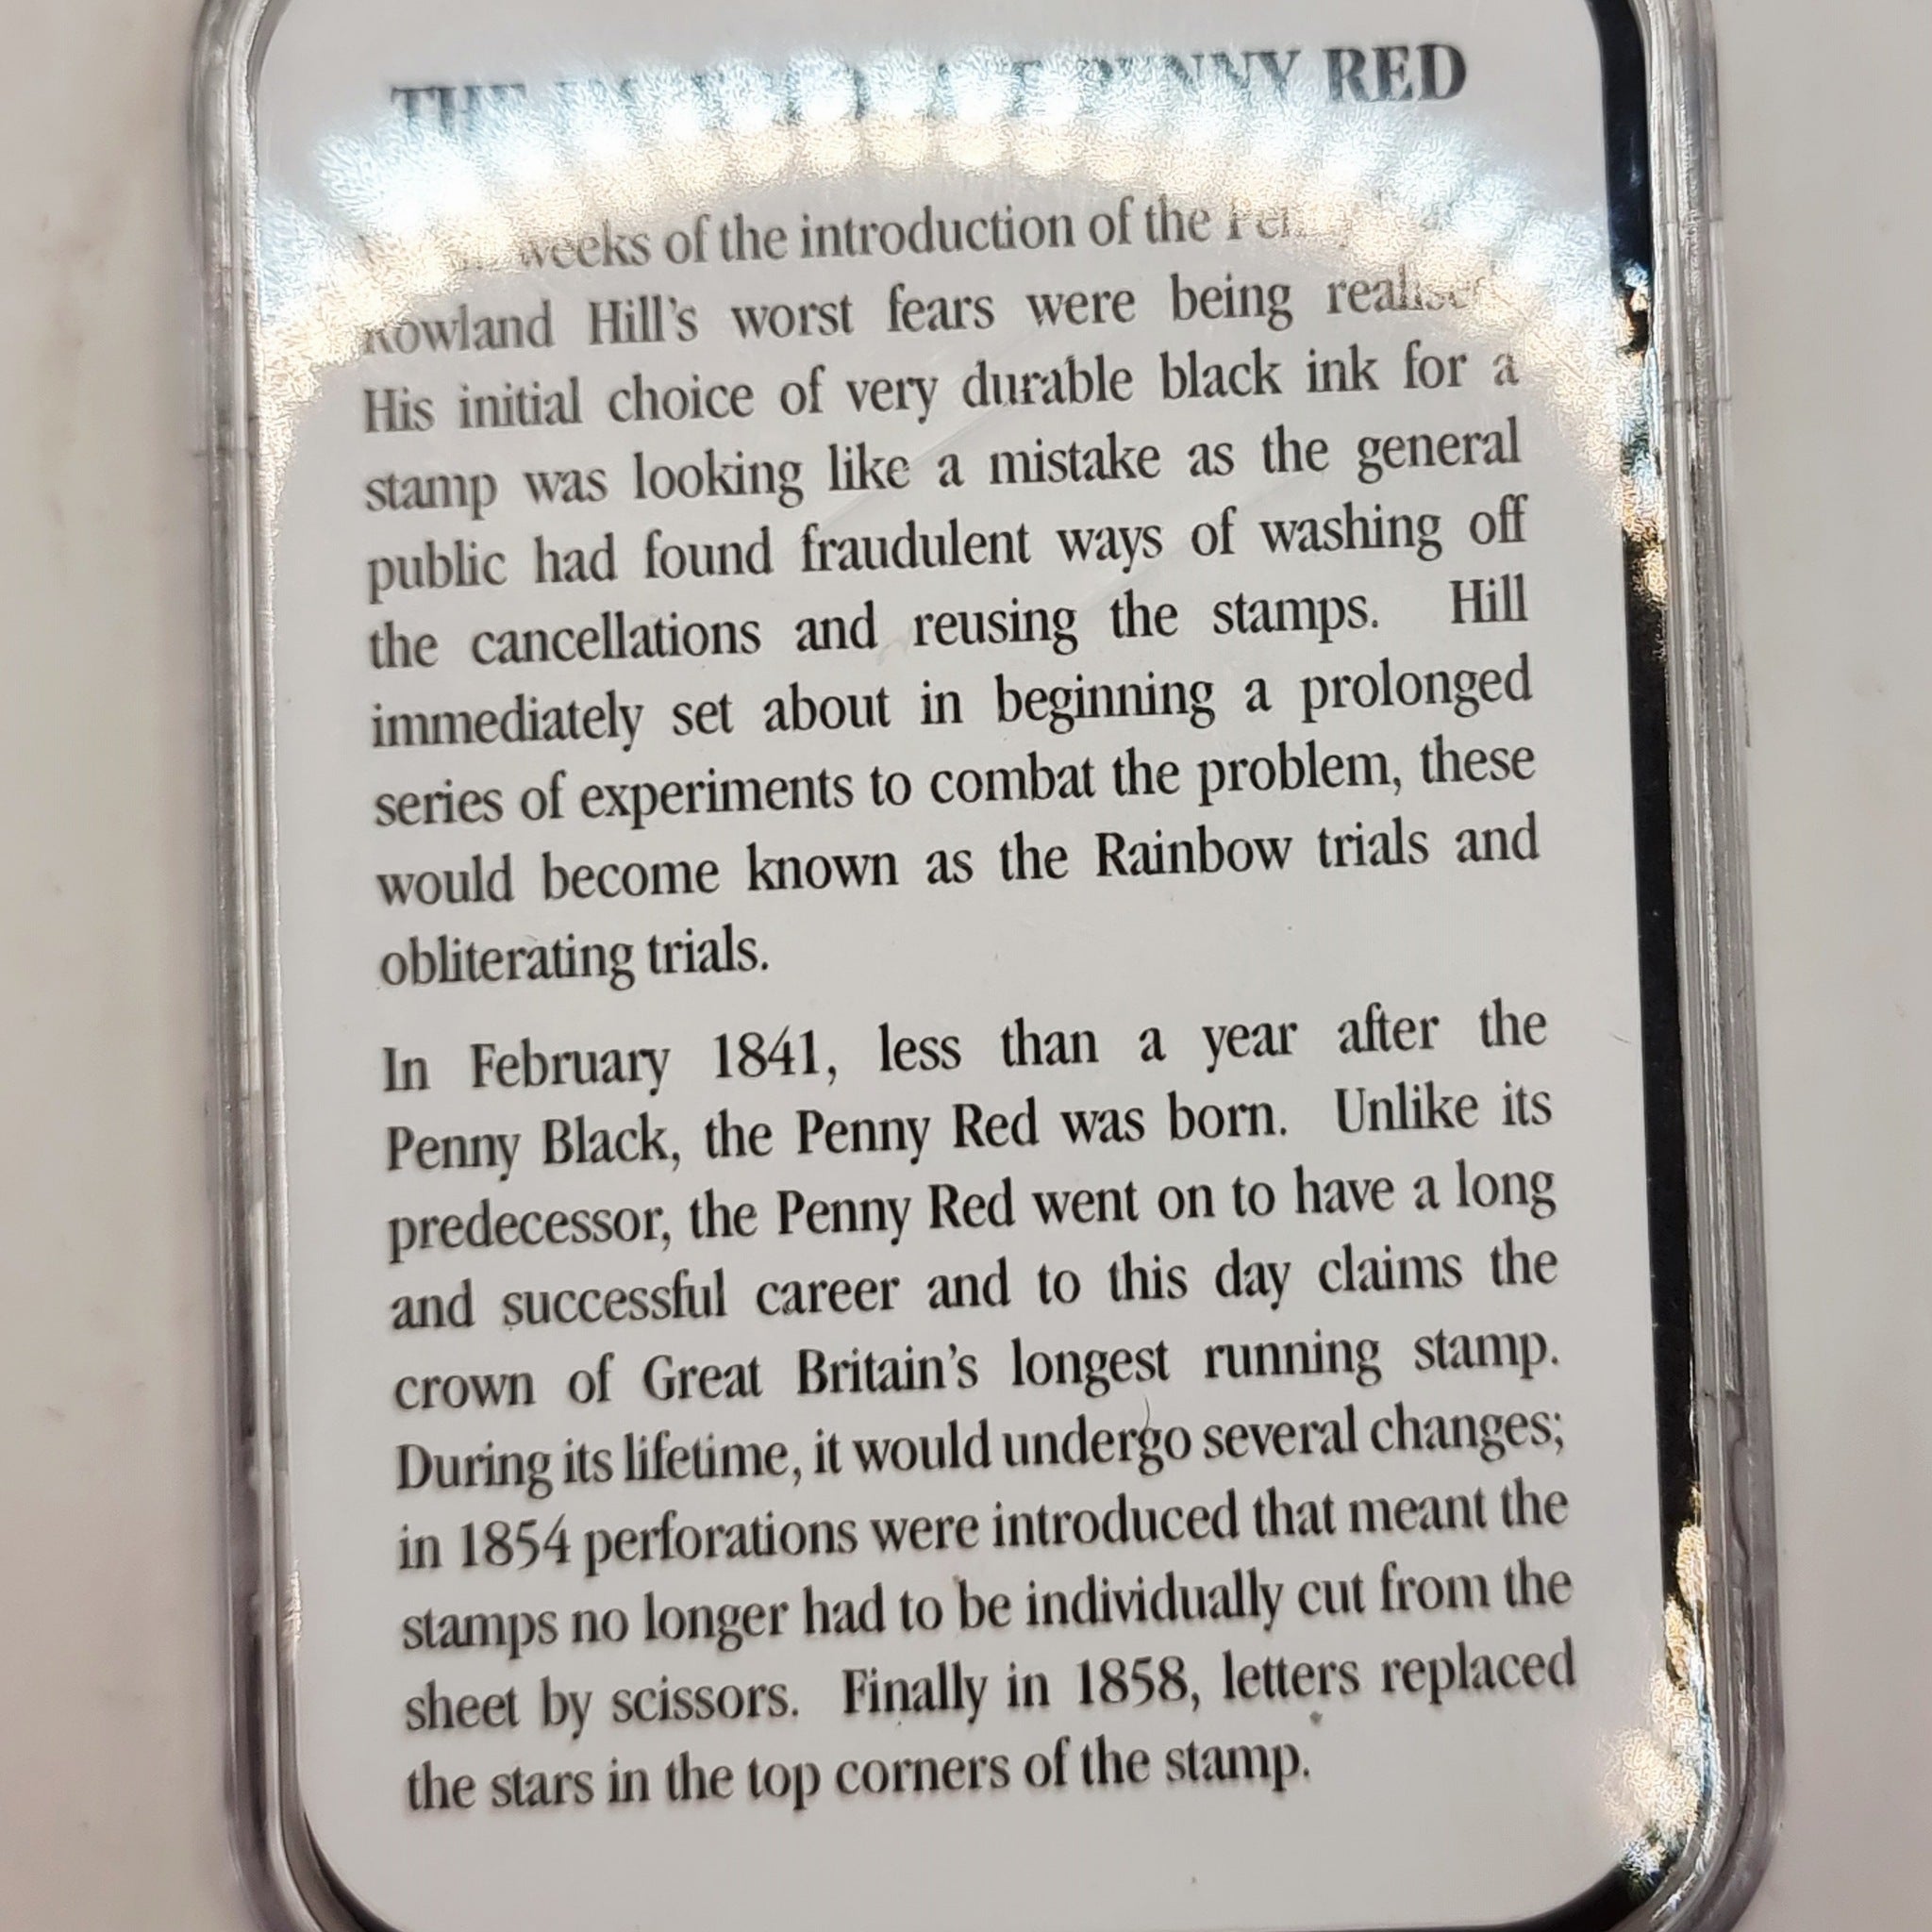 THE PENNY RED
weeks of the introduction of the
Rowland Hill's worst fears were being realised
His initial choice of very durable black ink for a
stamp was looking like a mistake as the general
public had found fraudulent ways of washing off
the cancellations and reusing the stamps. Hill
immediately set about in beginning a prolonged
series of experiments to combat the problem, these
would become known as the Rainbow trials and
obliterating trials.
In February 1841, less than a year after the
Penny Black, the Penny Red was born. Unlike its
predecessor, the Penny Red went on to have a long
and successful career and to this day claims the
crown of Great Britain's longest running stamp.
During its lifetime, it would undergo several changes;
in 1854 perforations were introduced that meant the
stamps no longer had to be individually cut from the
sheet by scissors. Finally in 1858, letters replaced
the stars in the top corners of the stamp.